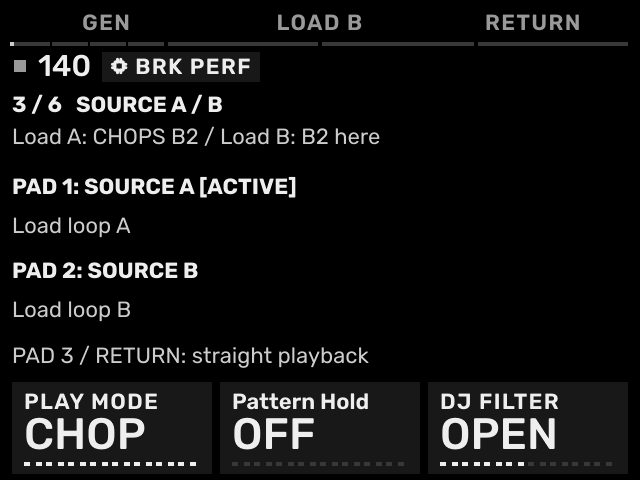 GEN LOAD B RETURN
140 BRK PERF
3 / 6 SOURCE A / B
Load A: CHOPS B2 / Load B: B2 here
PAD 1: SOURCE A [ACTIVE]
Load loop A
PAD 2: SOURCE B
Load loop B
PAD 3 / RETURN: straight playback
PLAY MODE Pattern Hold DJ FILTER
CHOP OFF OPEN